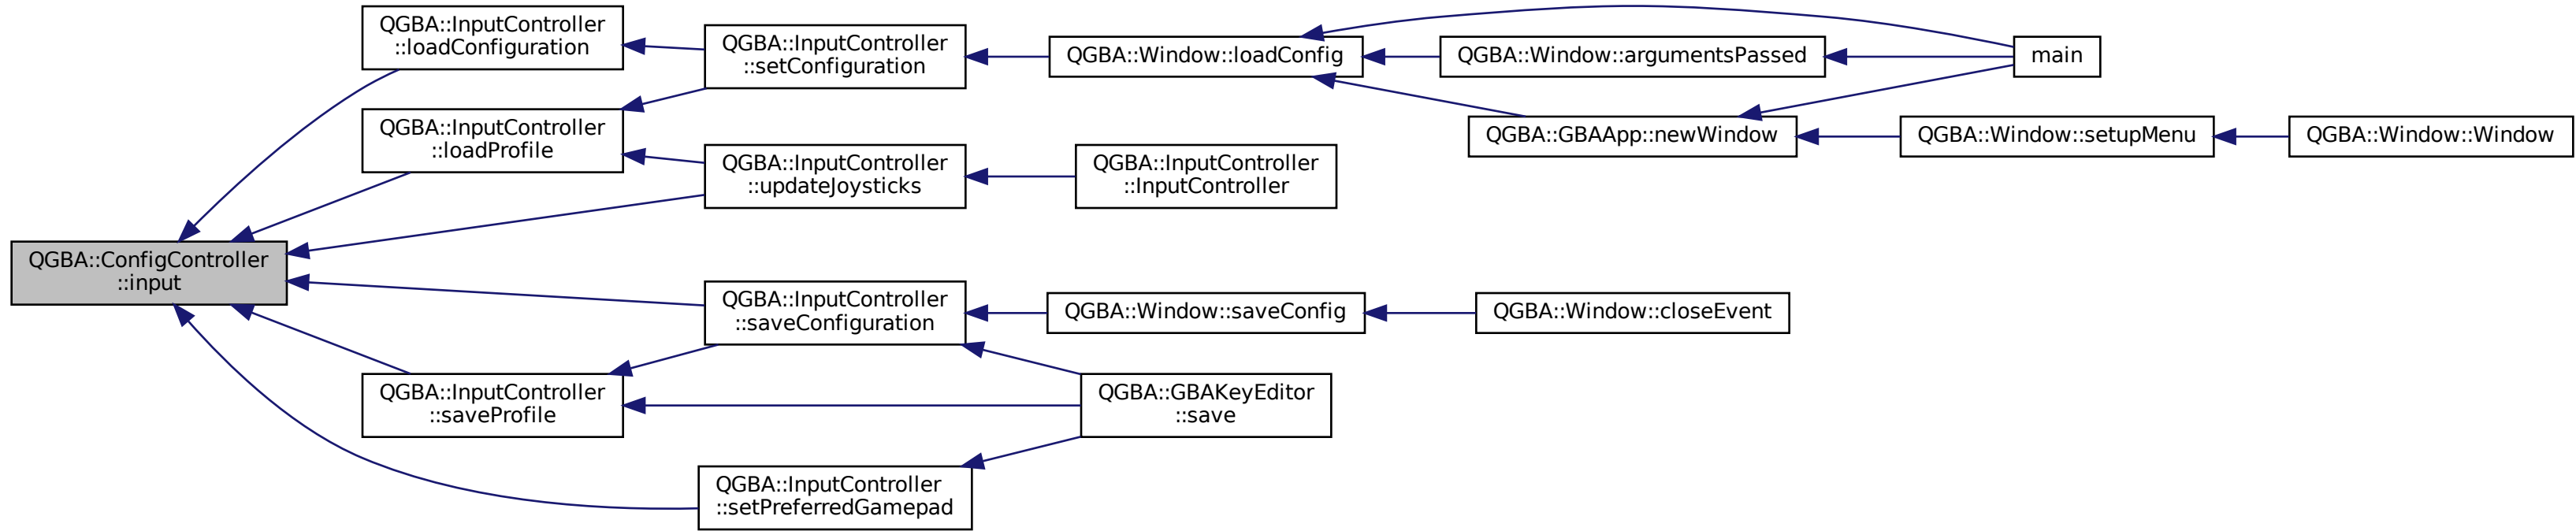 QGBA::InputController
::loadConfiguration
QGBA::InputController
::setConfiguration
QGBA::Window::loadConfig
QGBA::Window::argumentsPassed
main
QGBA::InputController
::loadProfile
QGBA::GBAApp::newWindow
QGBA::Window::setupMenu
QGBA::Window::Window
QGBA::InputController
::updateJoysticks
QGBA::InputController
::InputController
QGBA::ConfigController
::input
QGBA::InputController
::saveConfiguration
QGBA::Window::saveConfig
QGBA::Window::closeEvent
QGBA::InputController
::saveProfile
QGBA::GBAKeyEditor
::save
QGBA::InputController
::setPreferredGamepad